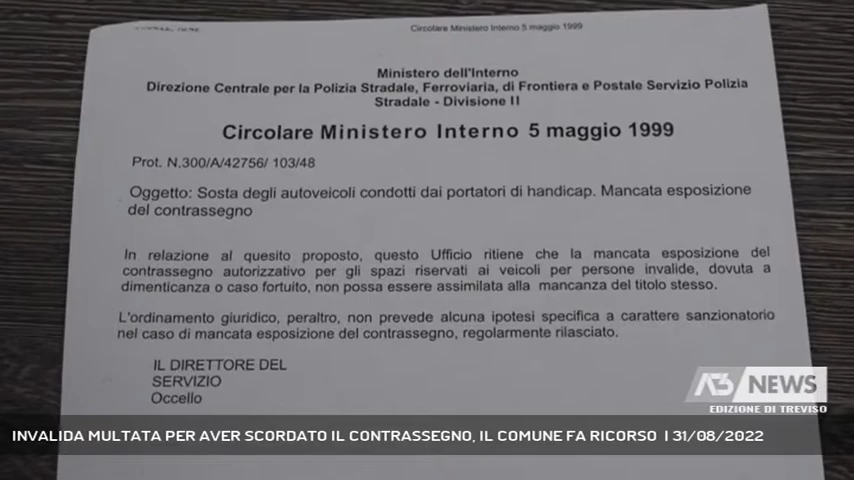 Circolare Ministero Interno 5 maggio 1999
Ministero dell'Interno
Direzione Centrale per la Polizia Stradale, Ferroviaria, di Frontiera e Postale Servizio Polizia
Stradale - Divisione II
Circolare Ministero Interno 5 maggio 1999
Prot. N.300/A/42756/ 103/48
Oggetto: Sosta degli autoveicoli condotti dai portatori di handicap. Mancata esposizione
del contrassegno
In relazione al quesito proposto, questo Ufficio ritiene che la mancata esposizione del
contrassegno autorizzativo per gli spazi riservati ai veicoli per persone invalide, dovuta a
dimenticanza o caso fortuito, non possa essere assimilata alla mancanza del titolo stesso.
L'ordinamento giuridico, peraltro, non prevede alcuna ipotesi specifica a carattere sanzionatorio
nel caso di mancata esposizione del contrassegno, regolarmente rilasciato.
IL DIRETTORE DEL
SERVIZIO
Occello
A3 NEWS
EDIZIONE DI TREVISO
INVALIDA MULTATA PER AVER SCORDATO IL CONTRASSEGNO, IL COMUNE FA RICORSO | 31/08/2022